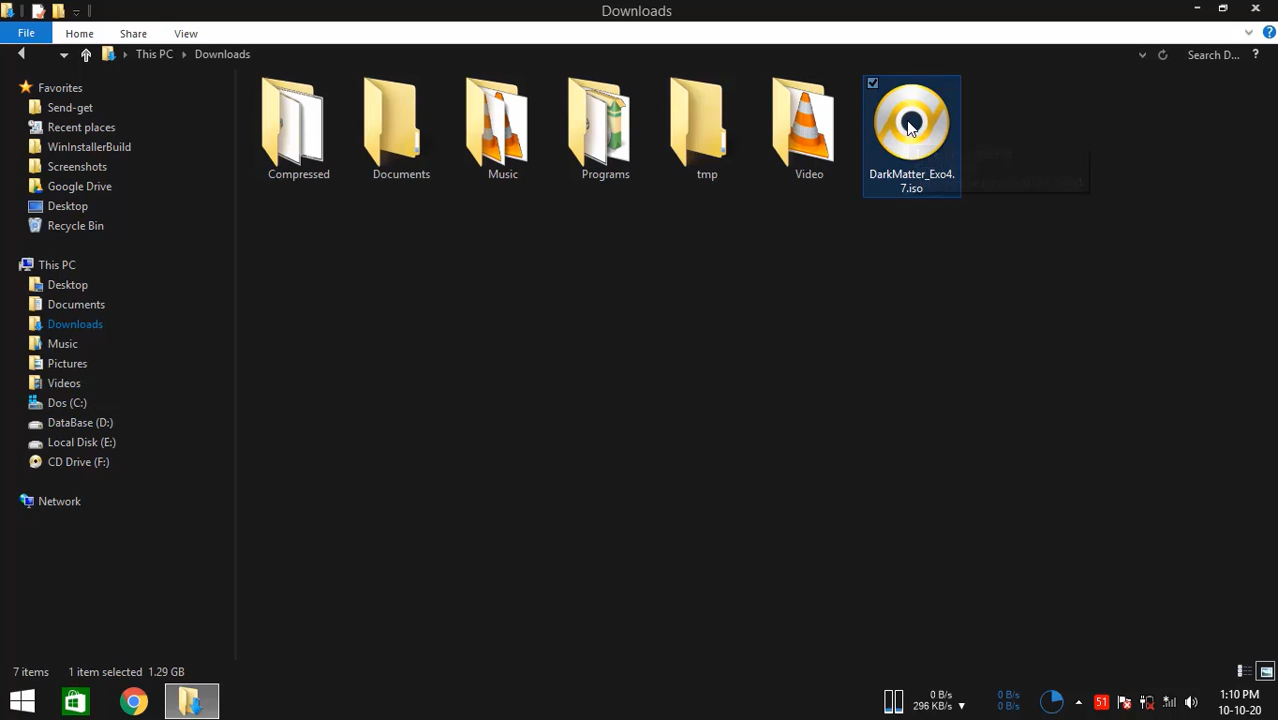 Downloads
File Home Share View
This PC Downloads
Search D...
Favorites
Send-get
Recent places
WinInstallerBuild
Screenshots
Google Drive
Desktop
Recycle Bin
This PC
Desktop
Documents
Downloads
Music
Pictures
Videos
Dos (C:)
DataBase (D:)
Local Disk (E:)
CD Drive (F:)
Network
Compressed
Documents
Music
Programs
tmp
Video
DarkMatter_Exo4.
7.iso
7 items 1 item selected 1.29 GB
0 B/s 0 B/s
296 KB/s 0 B/s
51
1:10 PM
10-10-20